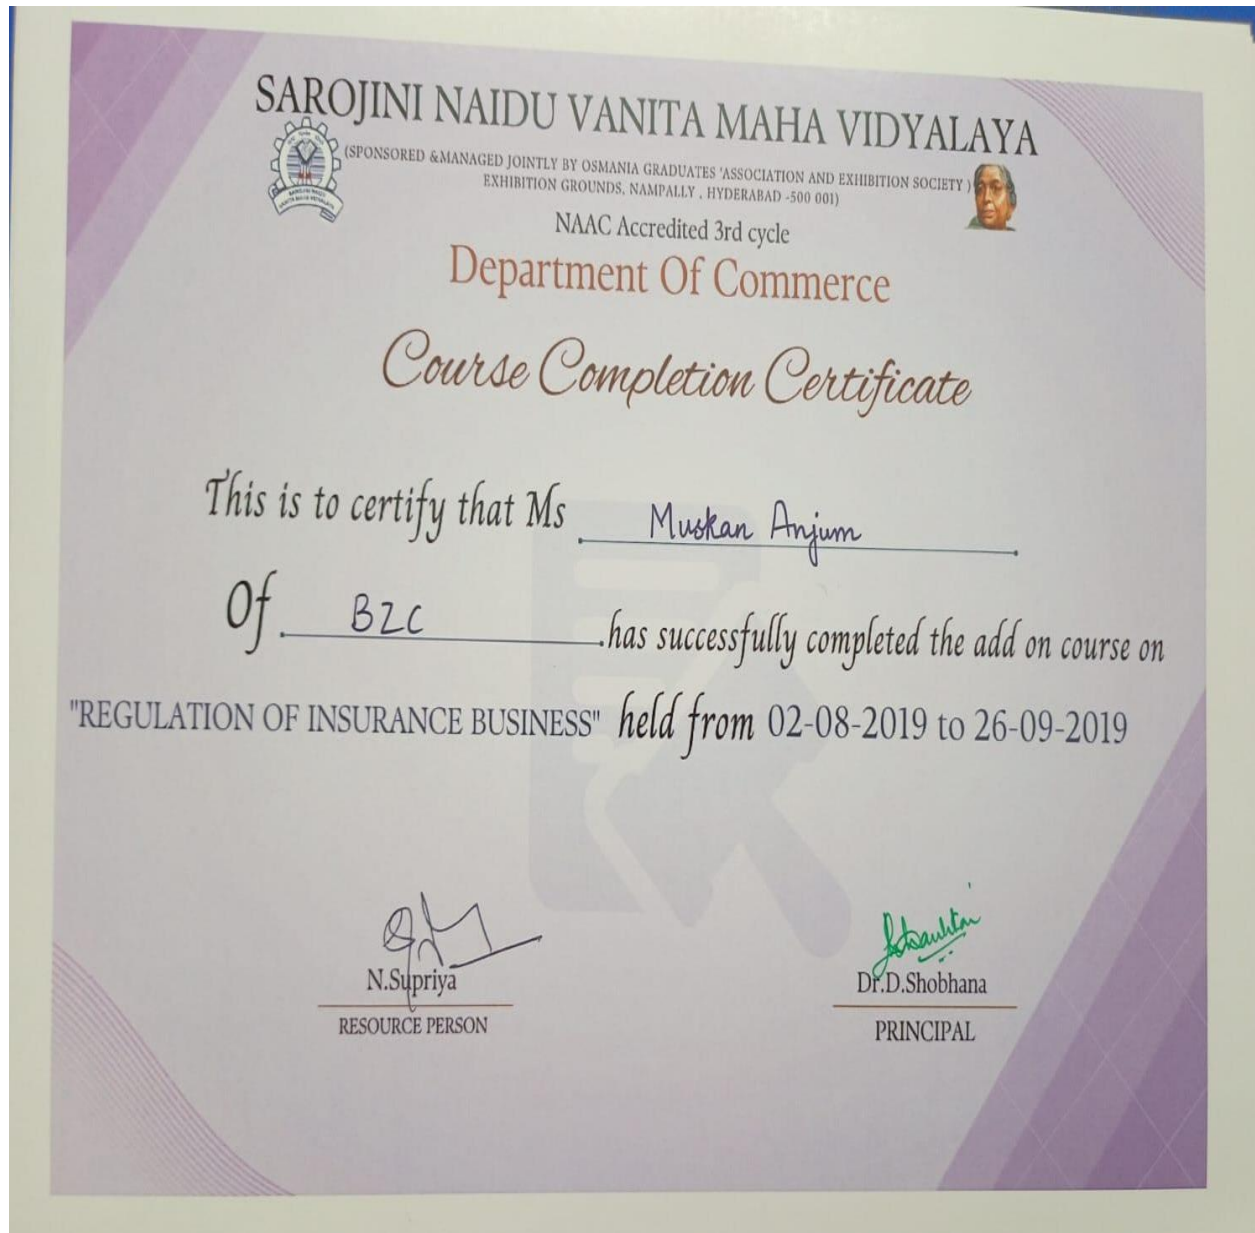 SAROJINI NAIDU VANITA MAHA VIDYALAYA
(SPONSORED &MANAGED JOINTLY BY OSMANIA GRADUATES 'ASSOCIATION AND EXHIBITION SOCIETY )
EXHIBITION GROUNDS, NAMPALLY , HYDERABAD -500 001)
NAAC Accredited 3rd cycle
Department Of Commerce
Course Completion Certificate
This is to certify that Ms Muskan Anjum
Of BZC has successfully completed the add on course on
"REGULATION OF INSURANCE BUSINESS" held from 02-08-2019 to 26-09-2019
N.Supriya
RESOURCE PERSON
Dr.D.Shobhana
PRINCIPAL